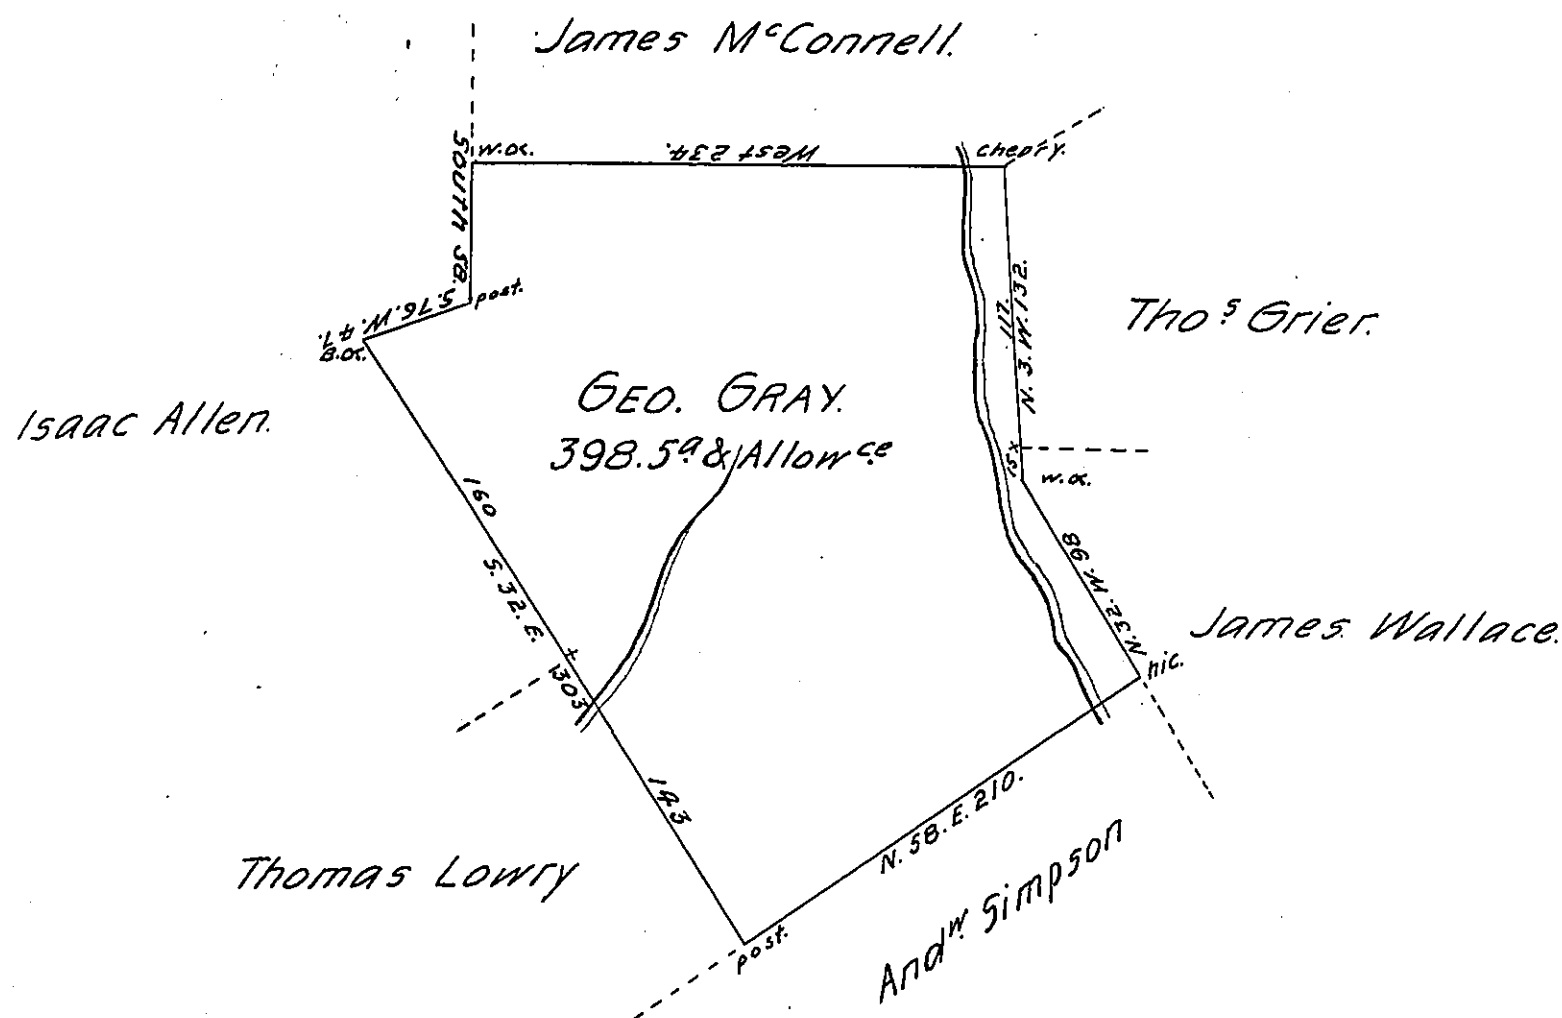 James McConnell.
w.o.
West 234.
cherry.
SOUTH 58.
post.
S. 76. W. 47.
B.o.
N. 3. W. 132.
117.
Thos. Grier.
GEO. GRAY.
398.5a & Allowce
Isaac Allen.
15
w.o.
160
S. 32. E.
303
N. 32. W. 98
James Wallace.
hic.
143
N. 58. E. 210.
Thomas Lowry
post.
Andw. Simpson